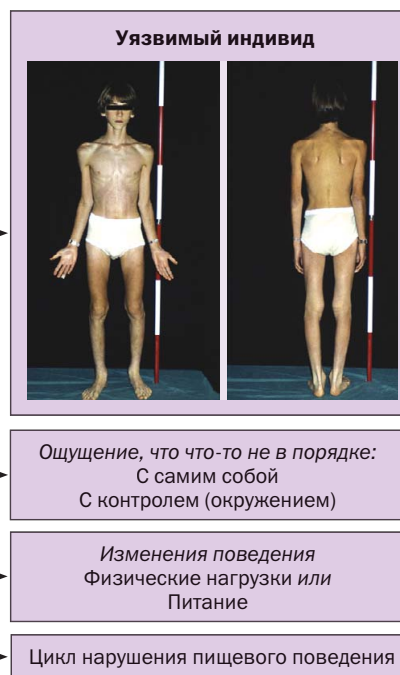 Уязвимый индивид
Ощущение, что что-то не в порядке:
С самим собой
С контролем (окружением)
Изменения поведения
Физические нагрузки или
Питание
Цикл нарушения пищевого поведения